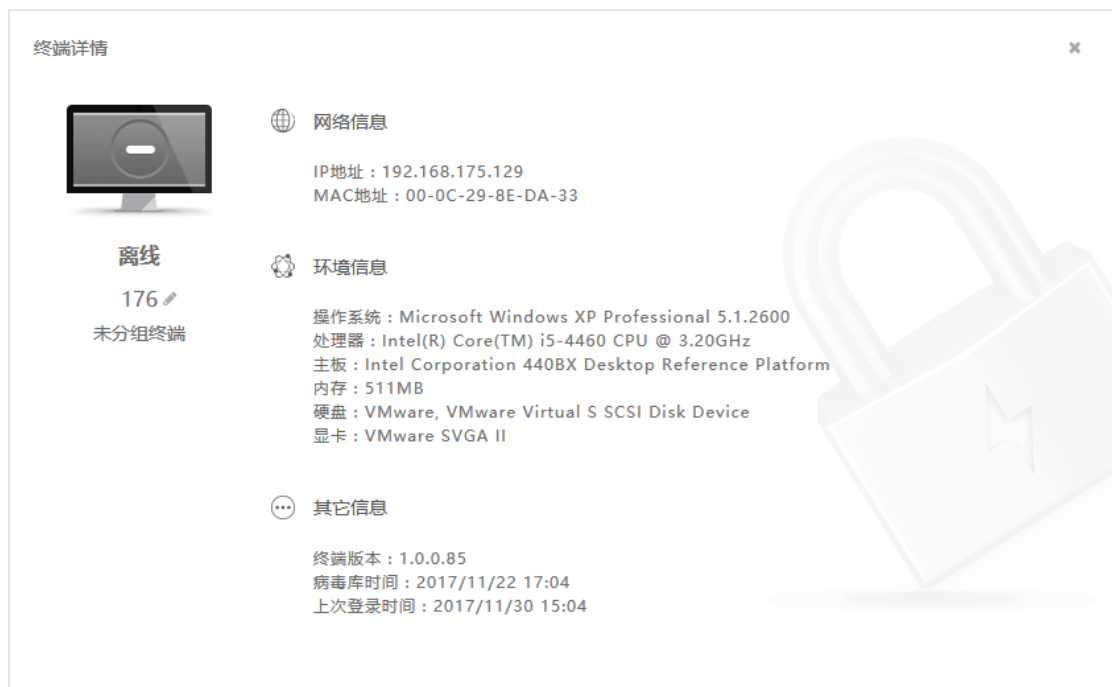 终端详情
离线
176
未分组终端
网络信息
IP地址：192.168.175.129
MAC地址：00-0C-29-8E-DA-33
环境信息
操作系统：Microsoft Windows XP Professional 5.1.2600
处理器：Intel(R) Core(TM) i5-4460 CPU @ 3.20GHz
主板：Intel Corporation 440BX Desktop Reference Platform
内存：511MB
硬盘：VMware, VMware Virtual S SCSI Disk Device
显卡：VMware SVGA II
其它信息
终端版本：1.0.0.85
病毒库时间：2017/11/22 17:04
上次登录时间：2017/11/30 15:04